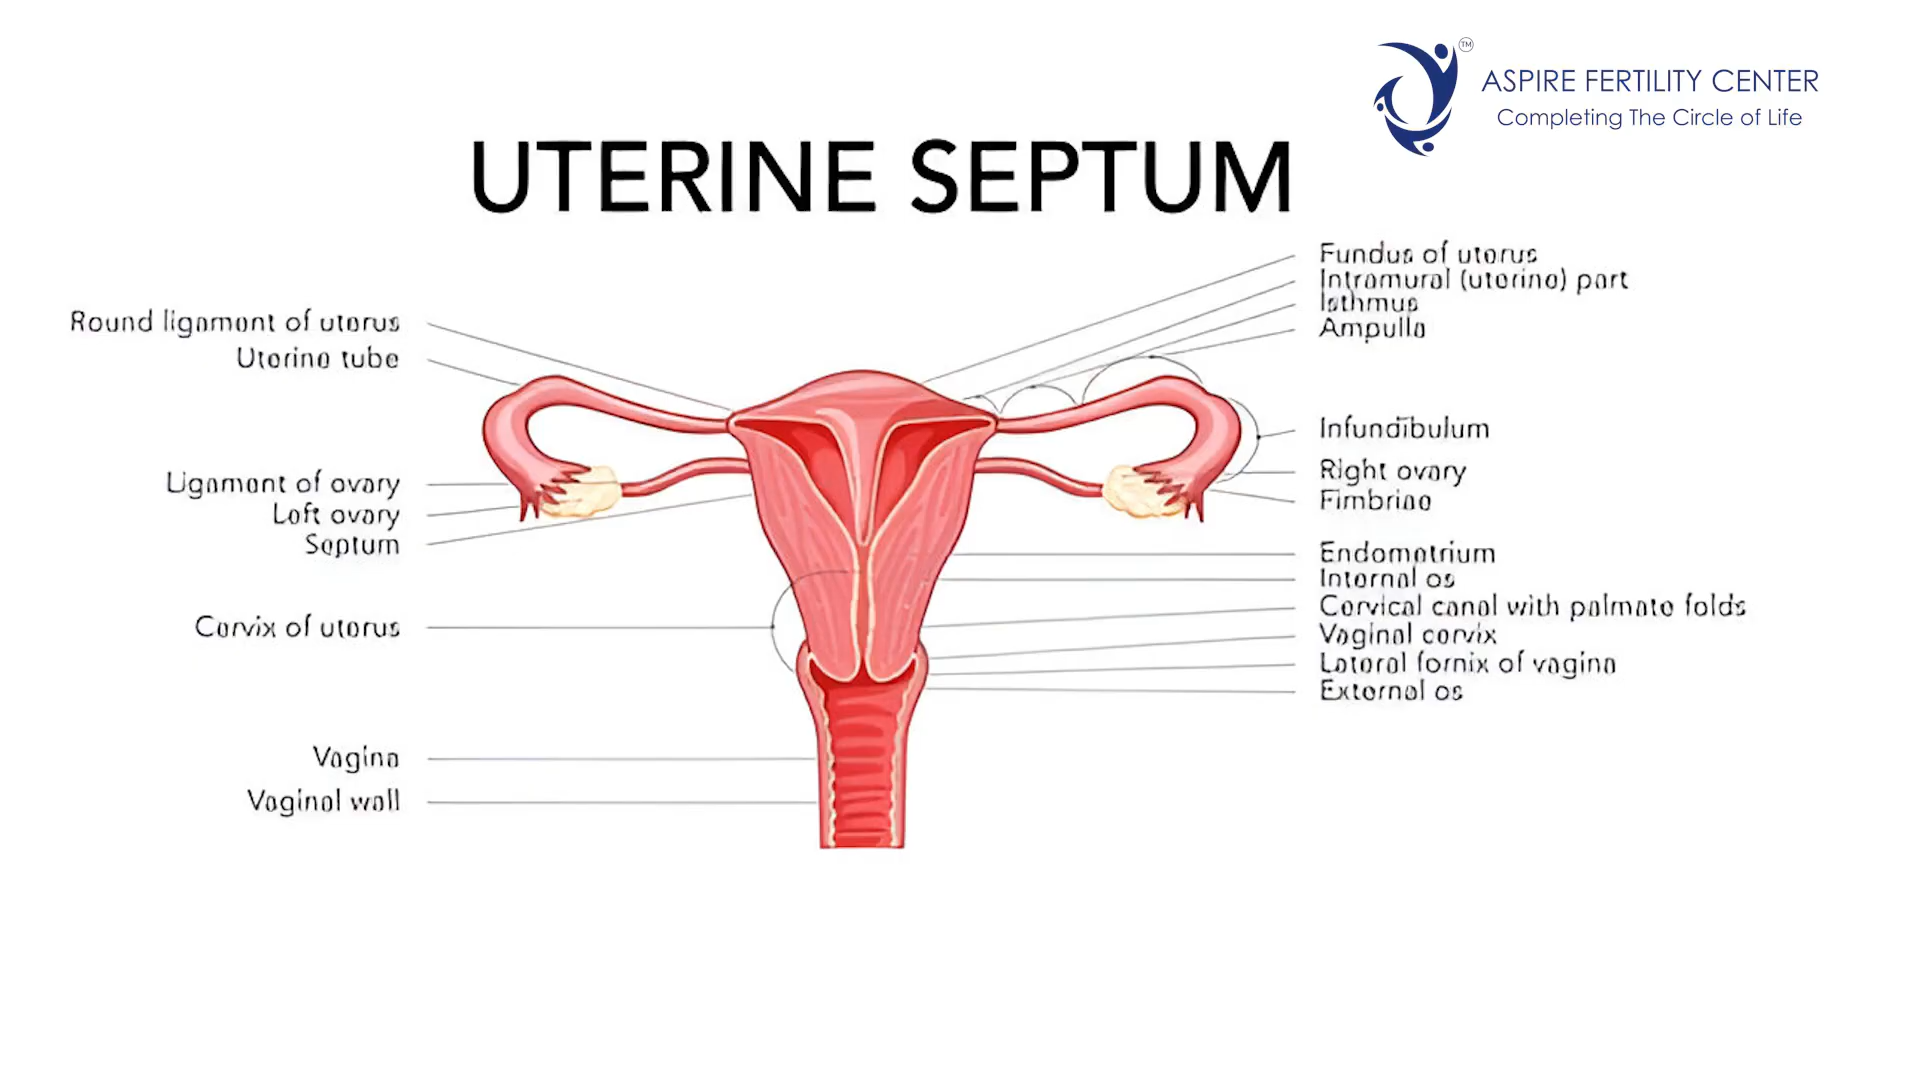 ASPIRE FERTILITY CENTER
TM
Completing The Circle of Life
UTERINE SEPTUM
Round ligament of uterus
Uterine tube
Ligament of ovary
Left ovary
Septum
Cervix of uterus
Vagina
Vaginal wall
Fundus of uterus
Intramural (uterine) part
Isthmus
Ampulla
Infundibulum
Right ovary
Fimbriae
Endometrium
Internal os
Cervical canal with palmate folds
Vaginal cervix
Lateral fornix of vagina
External os